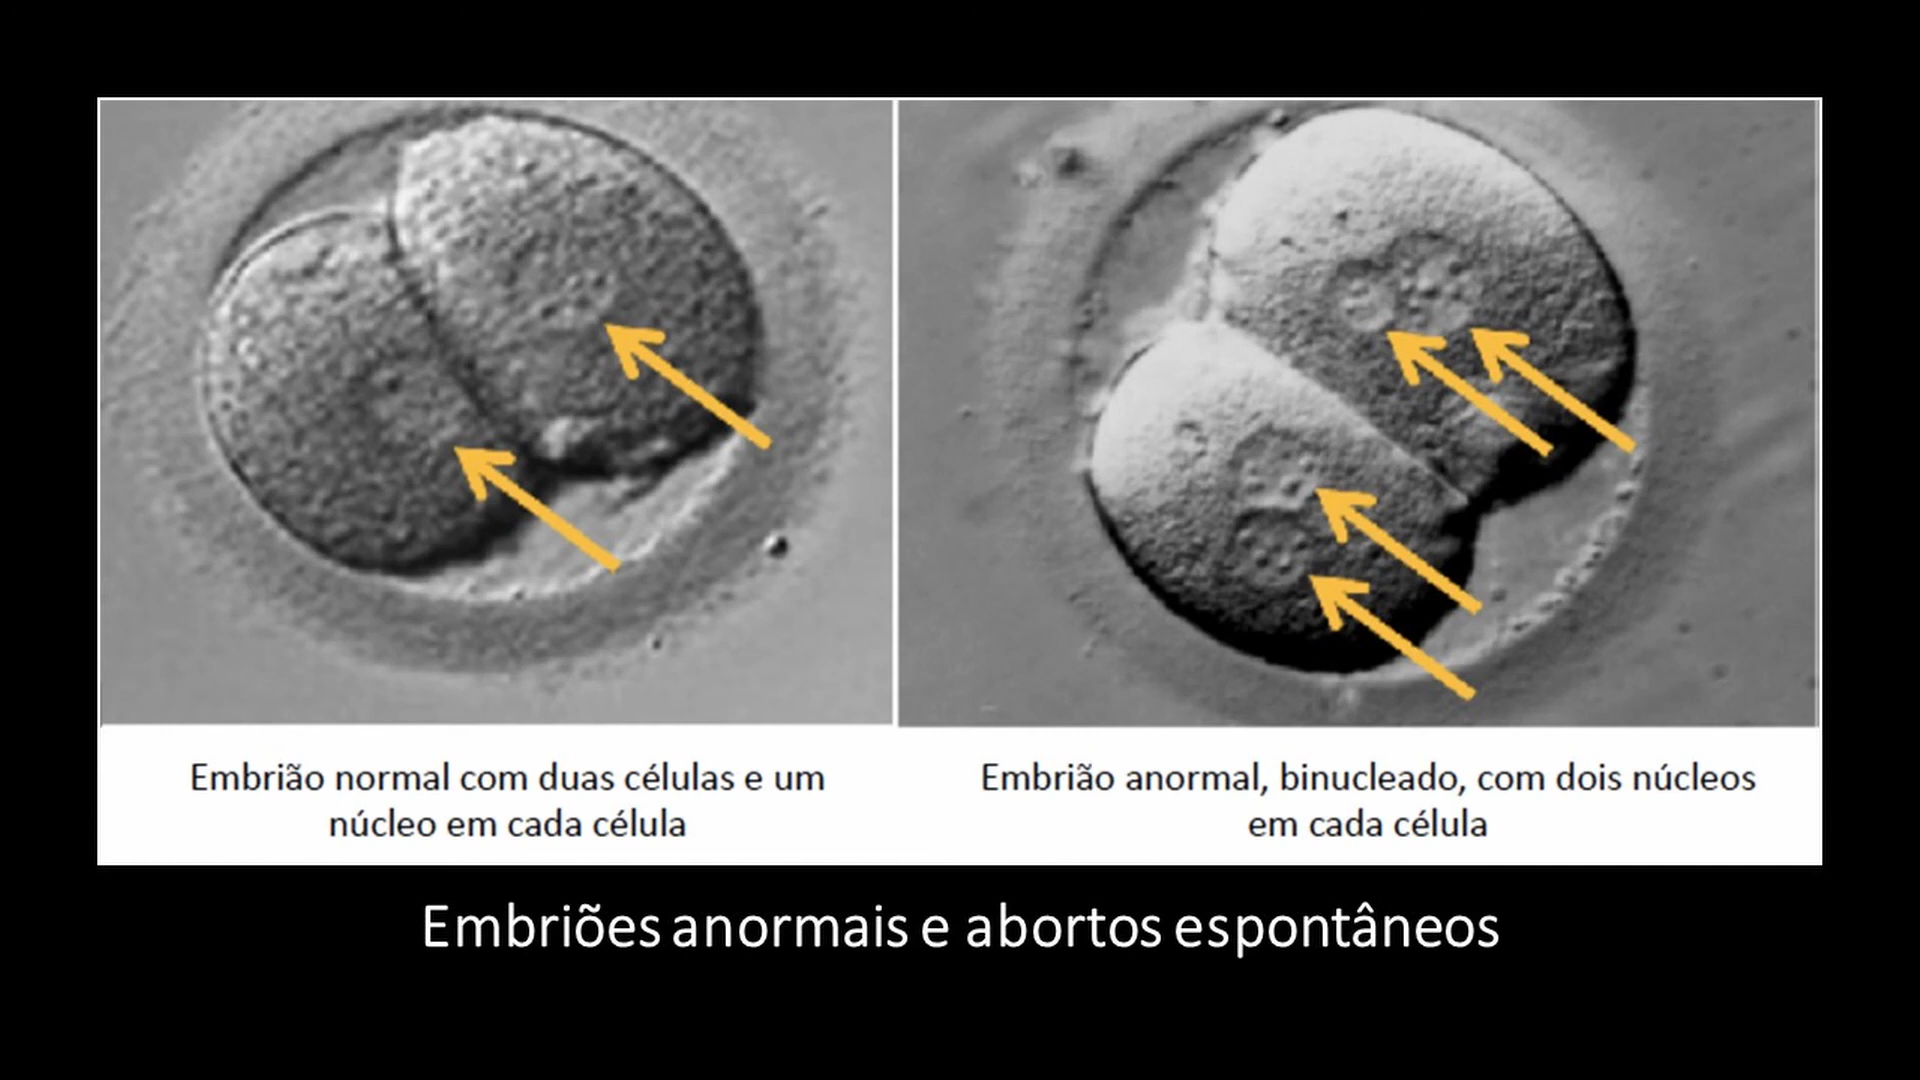 Embrião normal com duas células e um
núcleo em cada célula
Embrião anormal, binucleado, com dois núcleos
em cada célula
Embriões anormais e abortos espontâneos